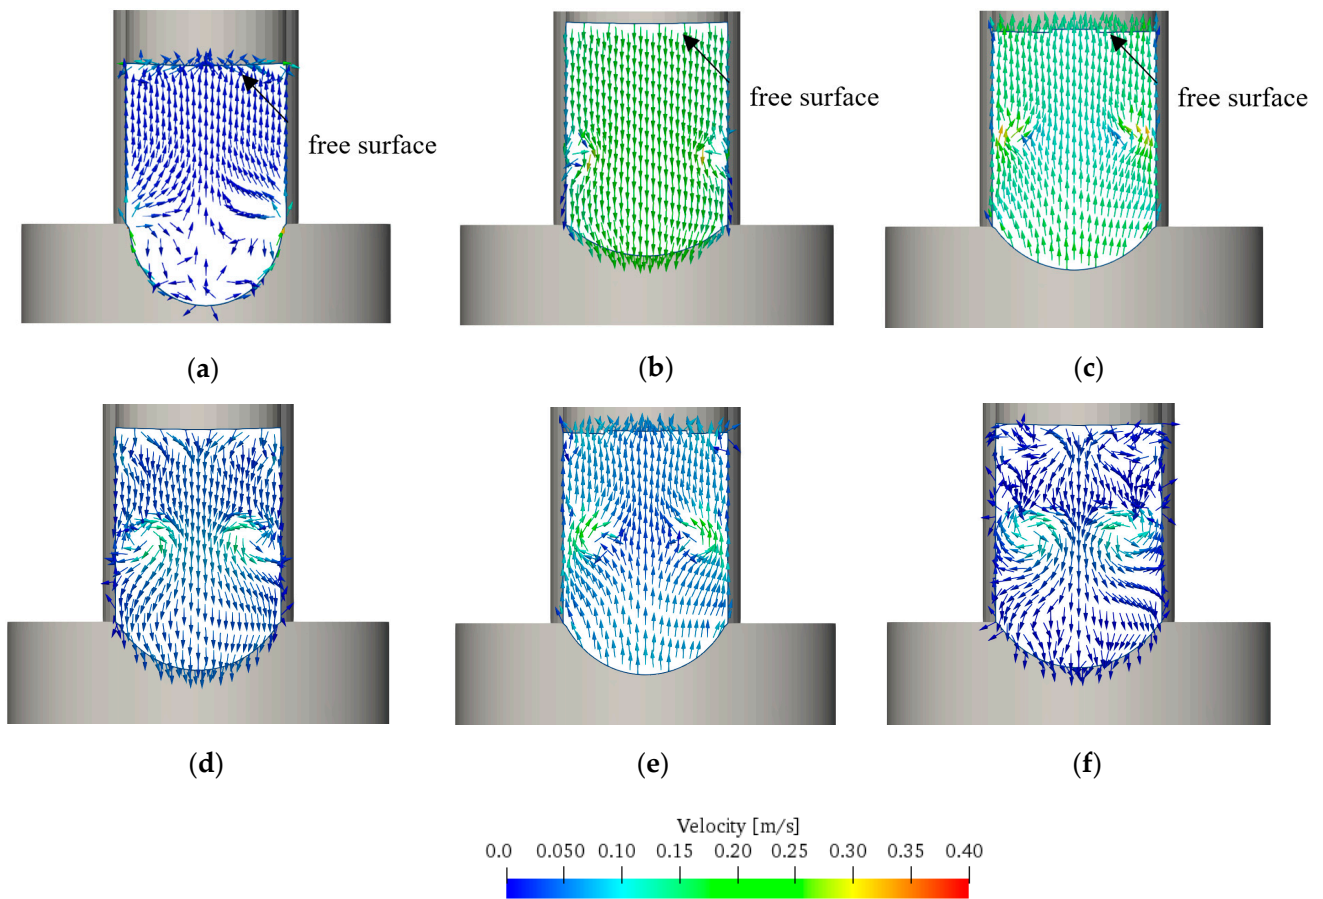 free surface
free surface
free surface
(a)
(b)
(c)
(d)
(e)
(f)
Velocity [m/s]
0.0 0.050 0.10 0.15 0.20 0.25 0.30 0.35 0.40